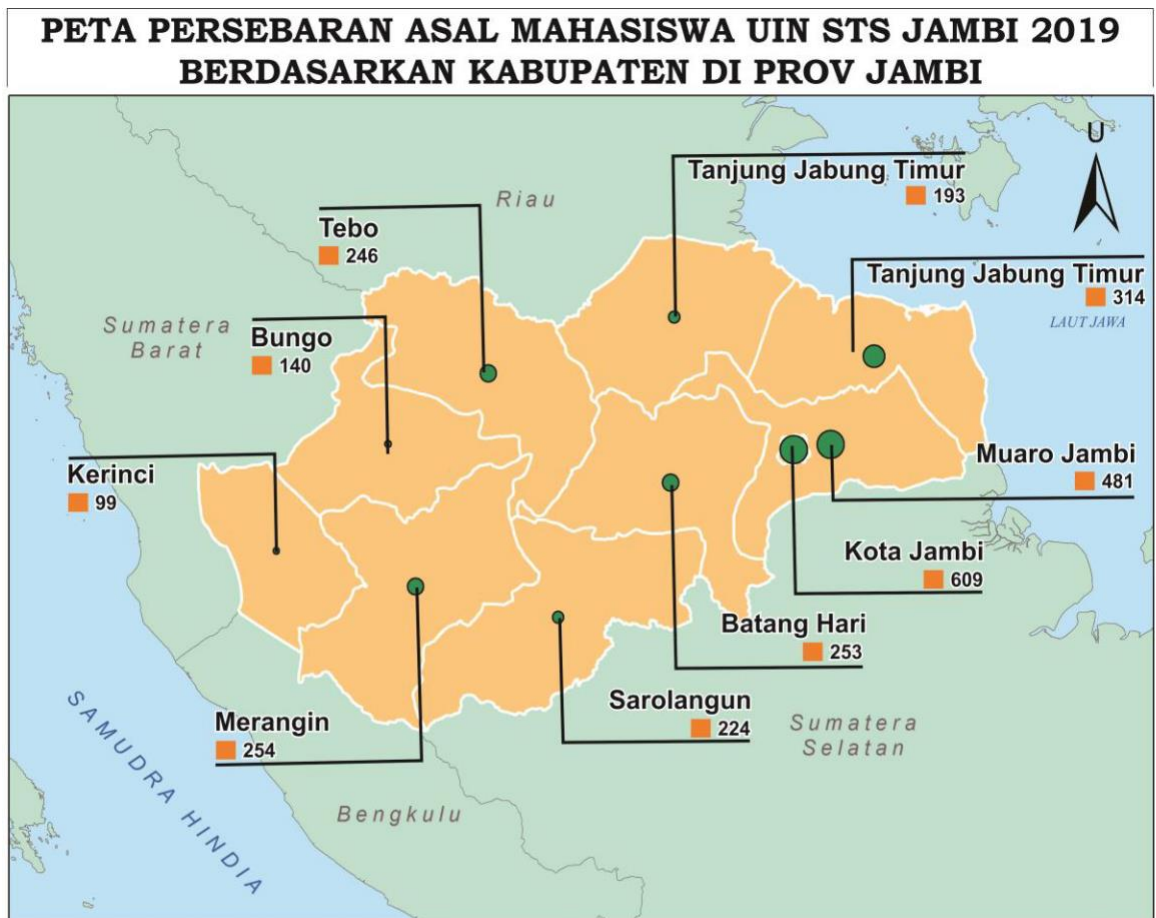 PETA PERSEBARAN ASAL MAHASISWA UIN STS JAMBI 2019
BERDASARKAN KABUPATEN DI PROV JAMBI
U
Tanjung Jabung Timur
193
Riau
Tebo
246
Tanjung Jabung Timur
314
LAUT JAWA
Sumatera
Barat
Bungo
140
Kerinci
99
Muaro Jambi
481
Kota Jambi
609
Batang Hari
253
Sarolangun
224
Merangin
254
Sumatera
Selatan
SAMUDRA HINDIA
Bengkulu